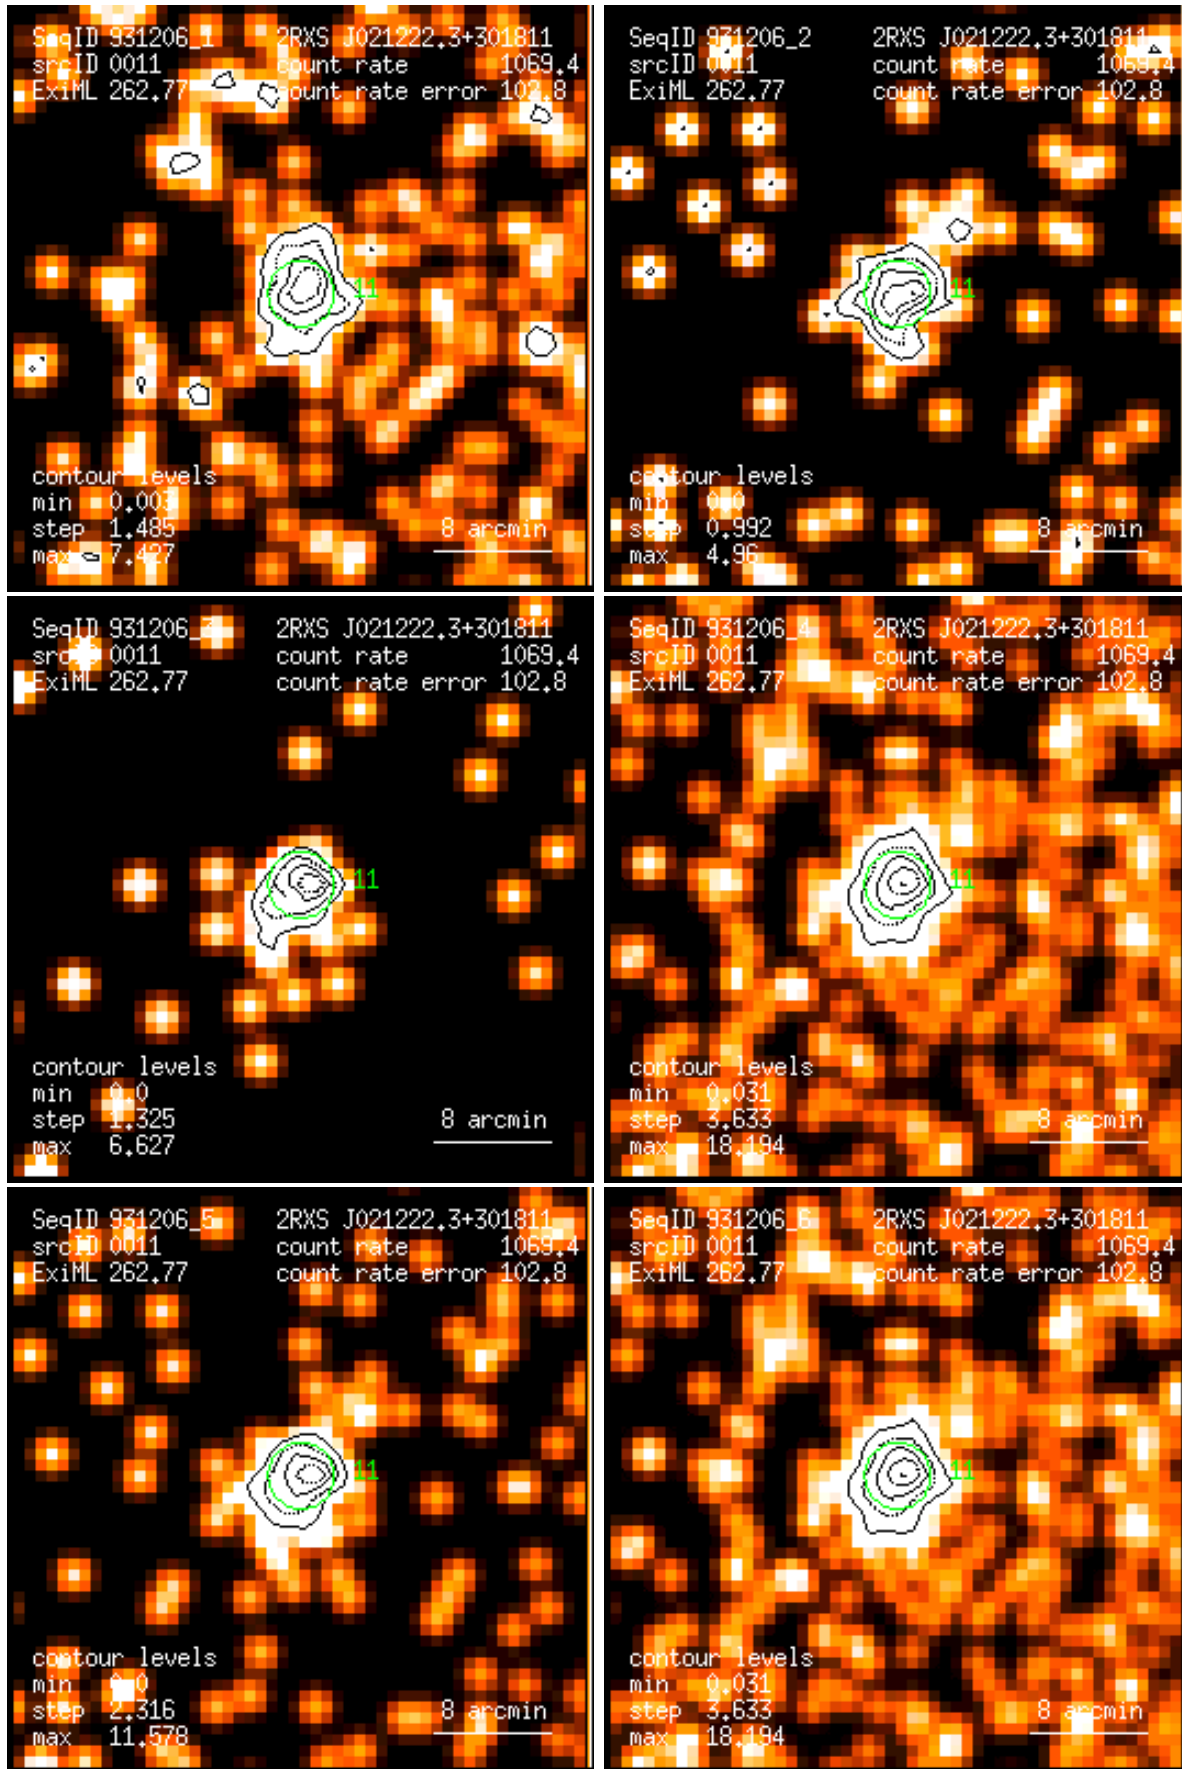 SeqID 931206_1 2RXS J021222.3+301811
srcID 0011 count rate 1069.4
ExiML 262.77 count rate error 102.8
11
contour levels
min 0.003
step 1.485 8 arcmin
max 7.427
SeqID 931206_2 2RXS J021222.3+301811
srcID 0011 count rate 1069.4
ExiML 262.77 count rate error 102.8
11
contour levels
min 0.0
step 0.992 8 arcmin
max 4.96
SeqID 931206_3 2RXS J021222.3+301811
srcID 0011 count rate 1069.4
ExiML 262.77 count rate error 102.8
11
contour levels
min 0.0
step 1.325 8 arcmin
max 6.627
SeqID 931206_4 2RXS J021222.3+301811
srcID 0011 count rate 1069.4
ExiML 262.77 count rate error 102.8
11
contour levels
min 0.031
step 3.633 8 arcmin
max 18.194
SeqID 931206_5 2RXS J021222.3+301811
srcID 0011 count rate 1069.4
ExiML 262.77 count rate error 102.8
11
contour levels
min 0.0
step 2.316 8 arcmin
max 11.578
SeqID 931206_6 2RXS J021222.3+301811
srcID 0011 count rate 1069.4
ExiML 262.77 count rate error 102.8
11
contour levels
min 0.031
step 3.633 8 arcmin
max 18.194